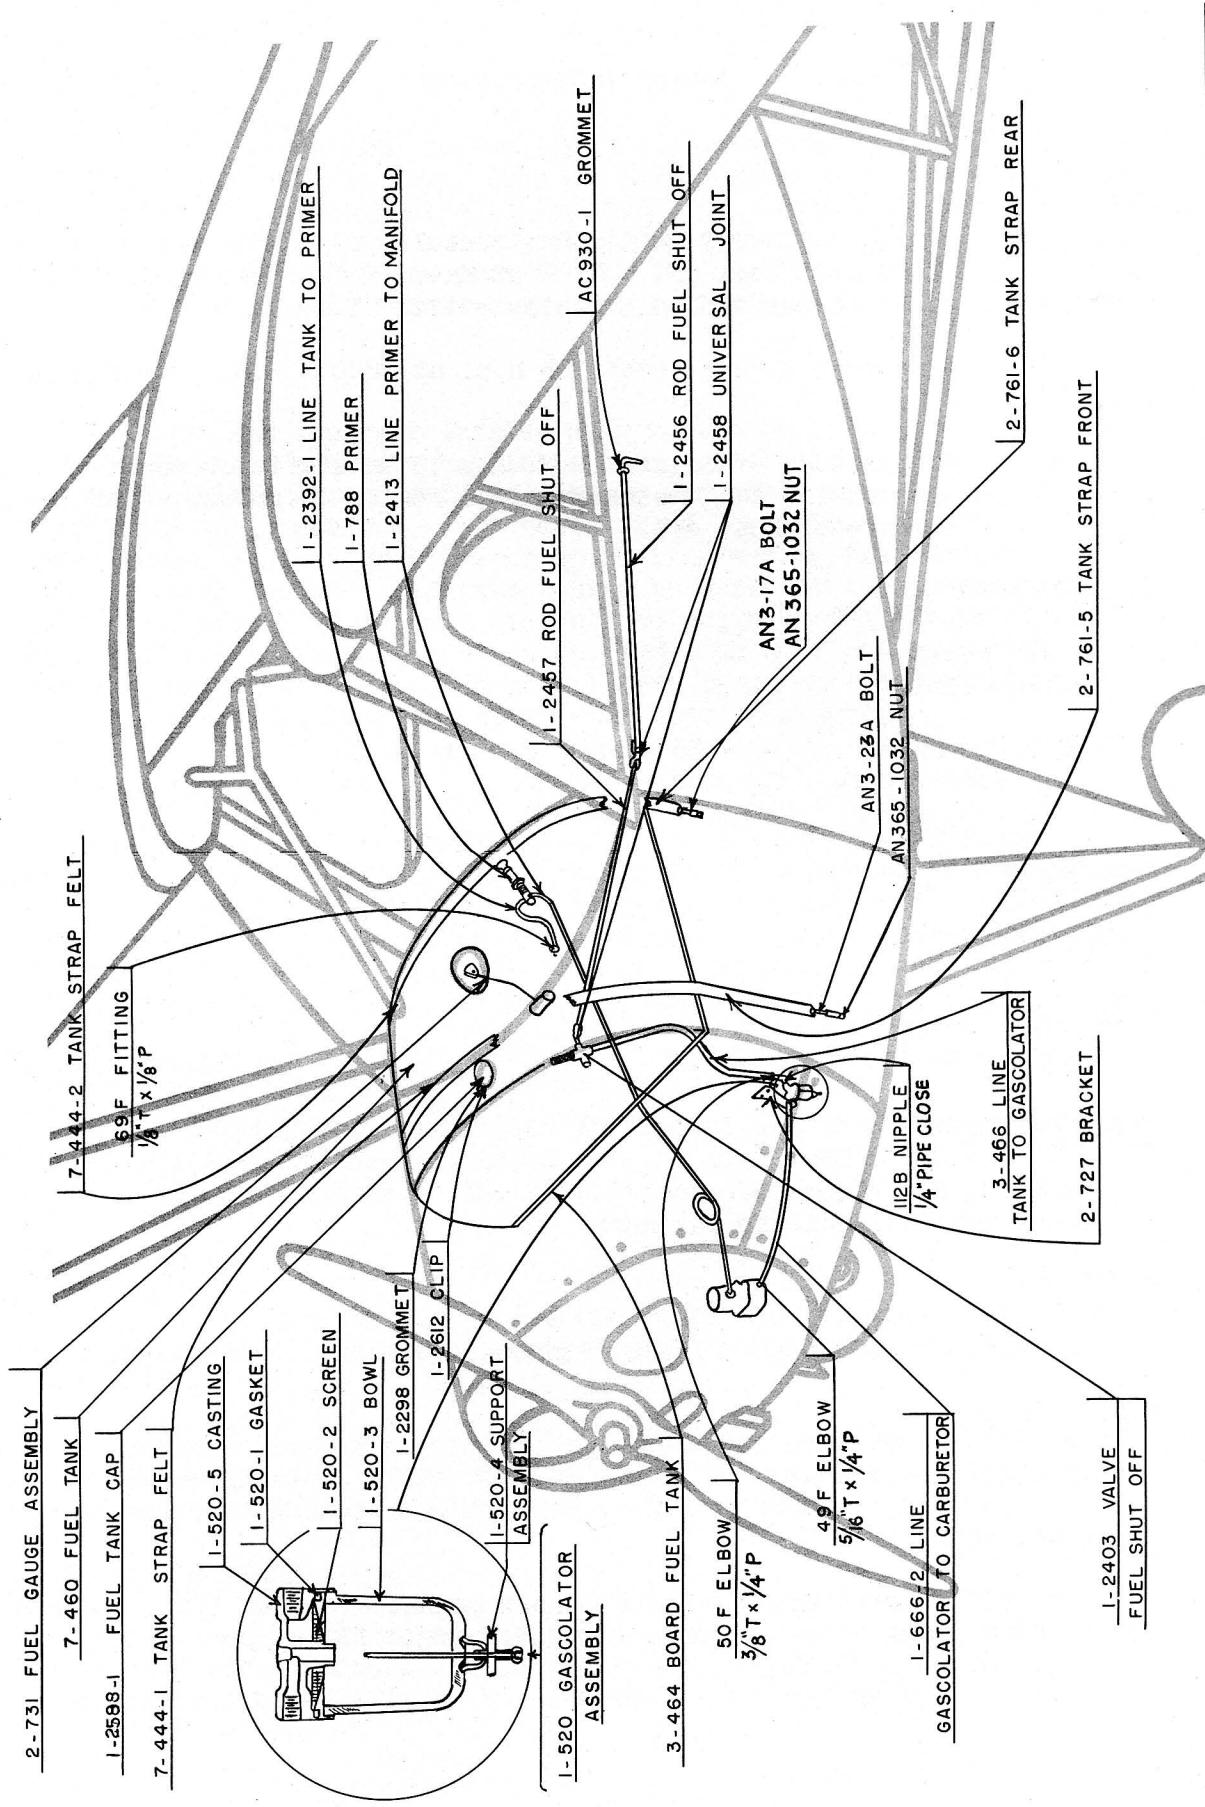 2-731 FUEL GAUGE ASSEMBLY
7-460 FUEL TANK
1-2588-1 FUEL TANK CAP
7-444-1 TANK STRAP FELT
1-520-5 CASTING
1-520-1 GASKET
1-520-2 SCREEN
1-520-3 BOWL
1-2298 GROMMET
1-2612 CLIP
1-520-4 SUPPORT
ASSEMBLY
1-520 GASCOLATOR
ASSEMBLY
3-464 BOARD FUEL TANK
50F ELBOW
3/8"T x 1/4"P
49F ELBOW
5/16"T x 1/4"P
1-666-2 LINE
GASCOLATOR TO CARBURETOR
1-2403 VALVE
FUEL SHUT OFF
7-444-2 TANK STRAP FELT
69F FITTING
1/8"T x 1/8"P
112B NIPPLE
1/4" PIPE CLOSE
3-466 LINE
TANK TO GASCOLATOR
2-727 BRACKET
1-2392-1 LINE TANK TO PRIMER
1-788 PRIMER
1-2413 LINE PRIMER TO MANIFOLD
1-2457 ROD FUEL SHUT OFF
AC930-1 GROMMET
1-2456 ROD FUEL SHUT OFF
1-2458 UNIVERSAL JOINT
AN3-17A BOLT
AN 365-1032 NUT
AN3-23A BOLT
AN365-1032 NUT
2-761-6 TANK STRAP REAR
2-761-5 TANK STRAP FRONT